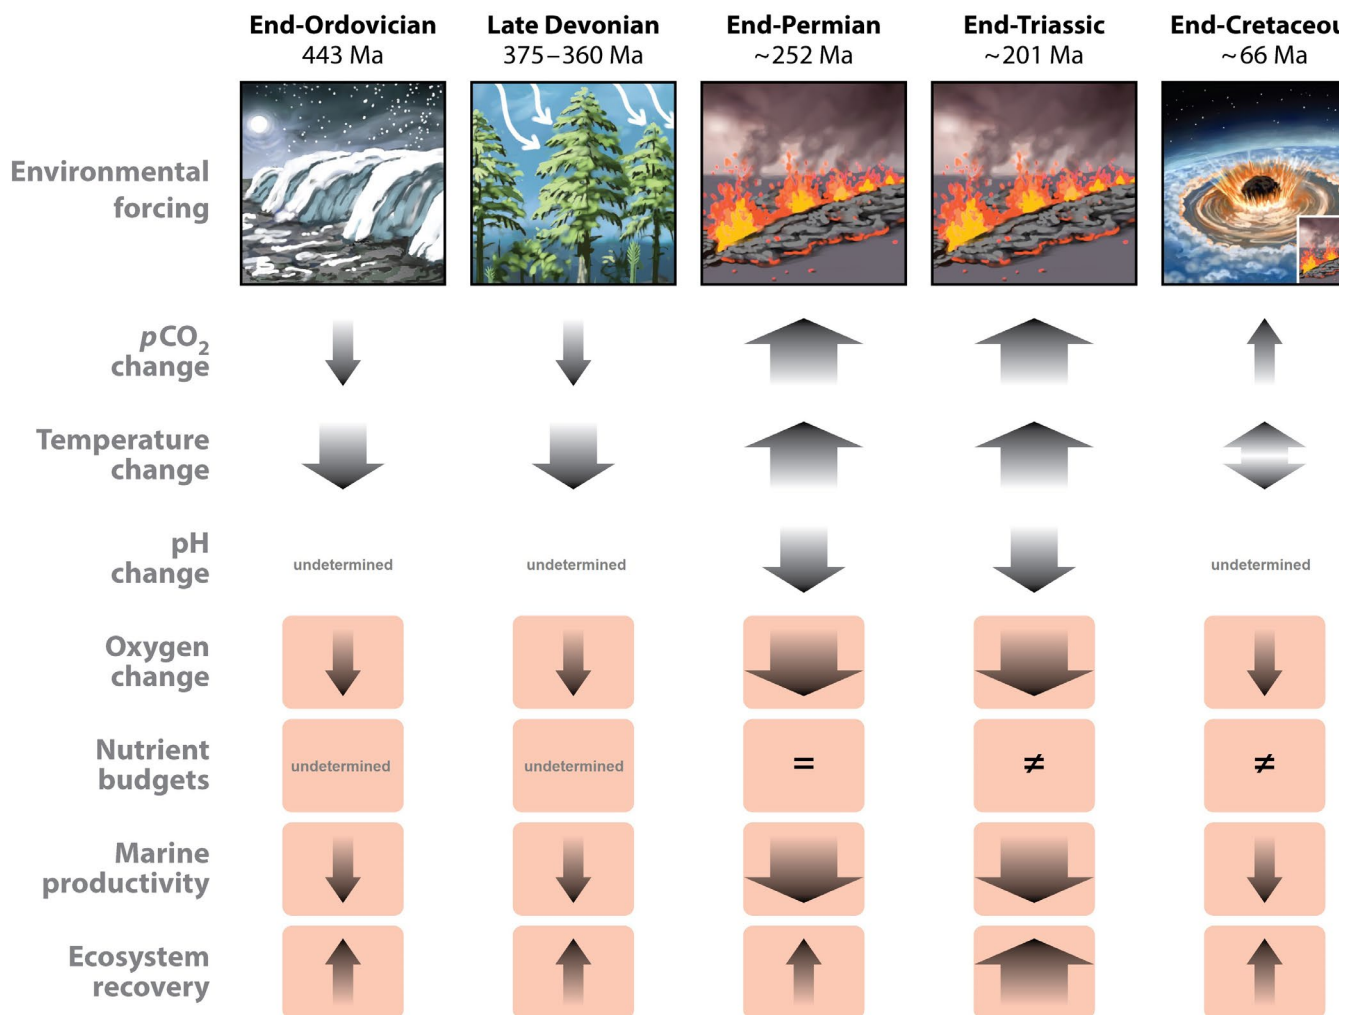 End-Ordovician
443 Ma
Late Devonian
375–360 Ma
End-Permian
~252 Ma
End-Triassic
~201 Ma
End-Cretaceou
~66 Ma
Environmental
forcing
pCO₂
change
Temperature
change
pH
change
undetermined
undetermined
undetermined
Oxygen
change
Nutrient
budgets
undetermined
undetermined
=
≠
≠
Marine
productivity
Ecosystem
recovery